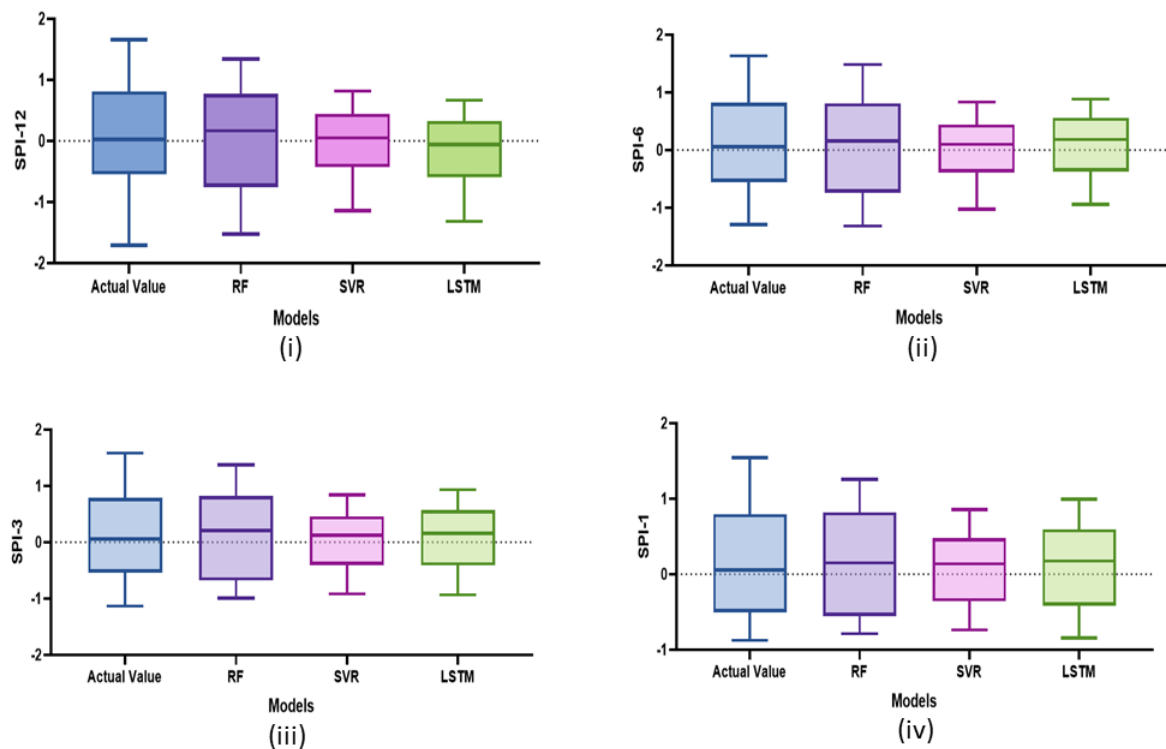 2
1
0
-1
-2
SPI-12
Actual Value RF SVR LSTM
Models
(i)
2
1
0
-1
-2
SPI-6
Actual Value RF SVR LSTM
Models
(ii)
2
1
0
-1
-2
SPI-3
Actual Value RF SVR LSTM
Models
(iii)
2
1
0
-1
SPI-1
Actual Value RF SVR LSTM
Models
(iv)